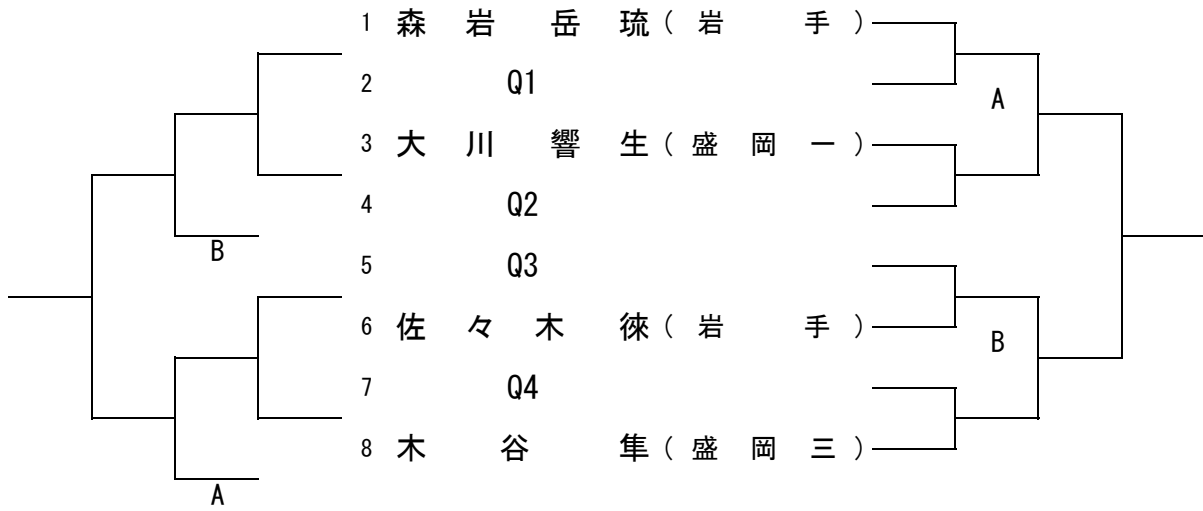 1 森岩岳琉(岩手)
2 Q1
A
3 大川響生(盛岡一)
4 Q2
B
5 Q3
6 佐々木徠(岩手)
B
7 Q4
8 木谷隼(盛岡三)
A